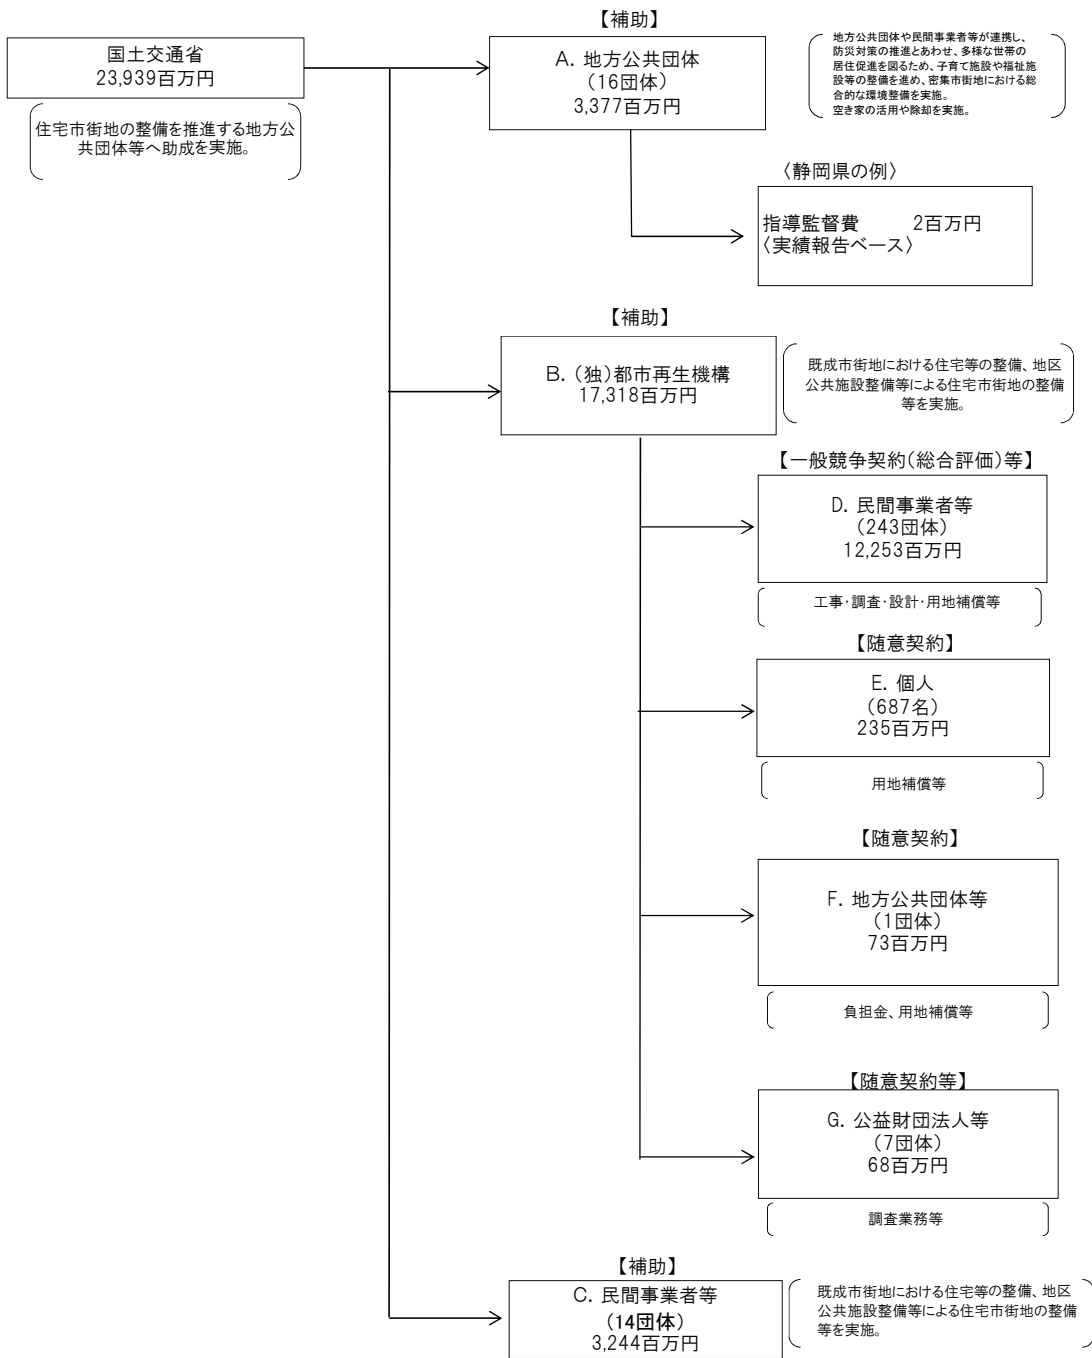 国土交通省
23,939百万円
住宅市街地の整備を推進する地方公
共団体等へ助成を実施。
【補助】
A. 地方公共団体
(16団体)
3,377百万円
地方公共団体や民間事業者等が連携し、
防災対策の推進とあわせ、多様な世帯の
居住促進を図るため、子育て施設や福祉施
設等の整備を進め、密集市街地における総
合的な環境整備を実施。
空き家の活用や除却を実施。
〈静岡県の例〉
指導監督費 2百万円
〈実績報告ベース〉
【補助】
B. (独)都市再生機構
17,318百万円
既成市街地における住宅等の整備、地区
公共施設整備等による住宅市街地の整備
等を実施。
【一般競争契約(総合評価)等】
D. 民間事業者等
(243団体)
12,253百万円
工事・調査・設計・用地補償等
【随意契約】
E. 個人
(687名)
235百万円
用地補償等
【随意契約】
F. 地方公共団体等
(1団体)
73百万円
負担金、用地補償等
【随意契約等】
G. 公益財団法人等
(7団体)
68百万円
調査業務等
【補助】
C. 民間事業者等
(14団体)
3,244百万円
既成市街地における住宅等の整備、地区
公共施設整備等による住宅市街地の整備
等を実施。